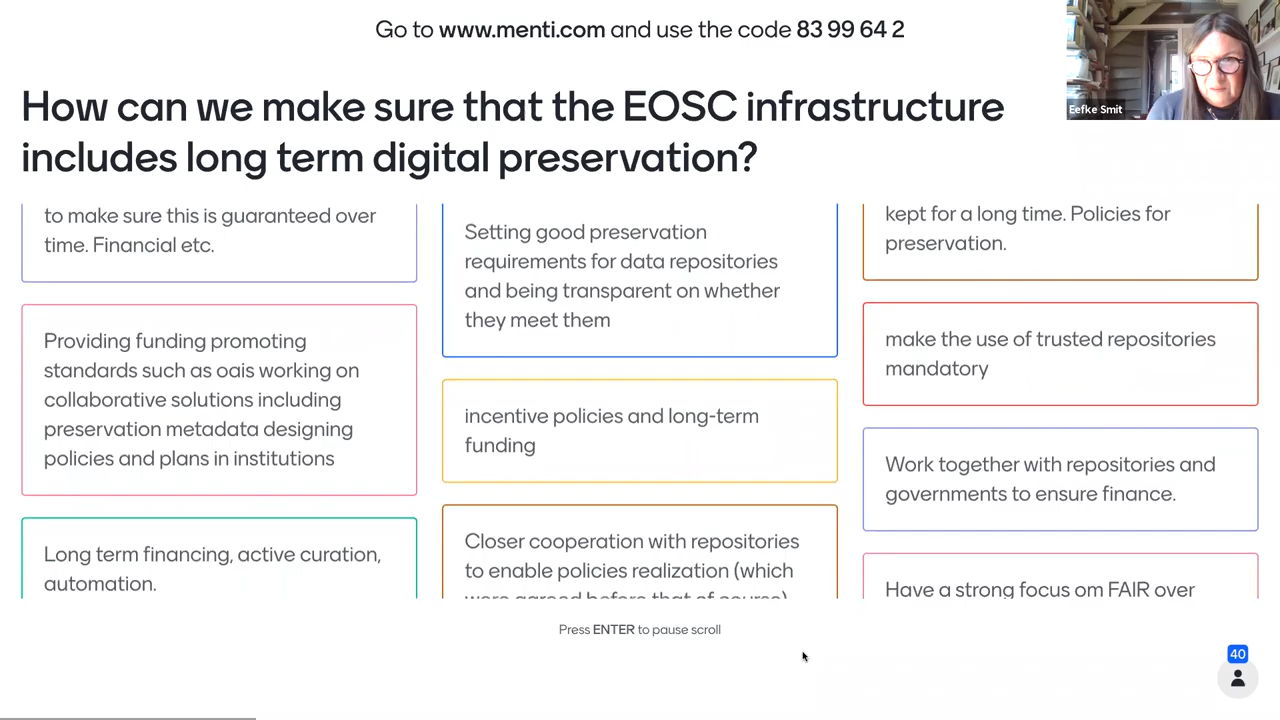 Go to www.menti.com and use the code 83 99 64 2
Eefke Smit
How can we make sure that the EOSC infrastructure
includes long term digital preservation?
to make sure this is guaranteed over
time. Financial etc.
Providing funding promoting
standards such as oais working on
collaborative solutions including
preservation metadata designing
policies and plans in institutions
Long term financing, active curation,
automation.
Setting good preservation
requirements for data repositories
and being transparent on whether
they meet them
incentive policies and long-term
funding
Closer cooperation with repositories
to enable policies realization (which
were agreed before that of course)
kept for a long time. Policies for
preservation.
make the use of trusted repositories
mandatory
Work together with repositories and
governments to ensure finance.
Have a strong focus om FAIR over
Press ENTER to pause scroll
40